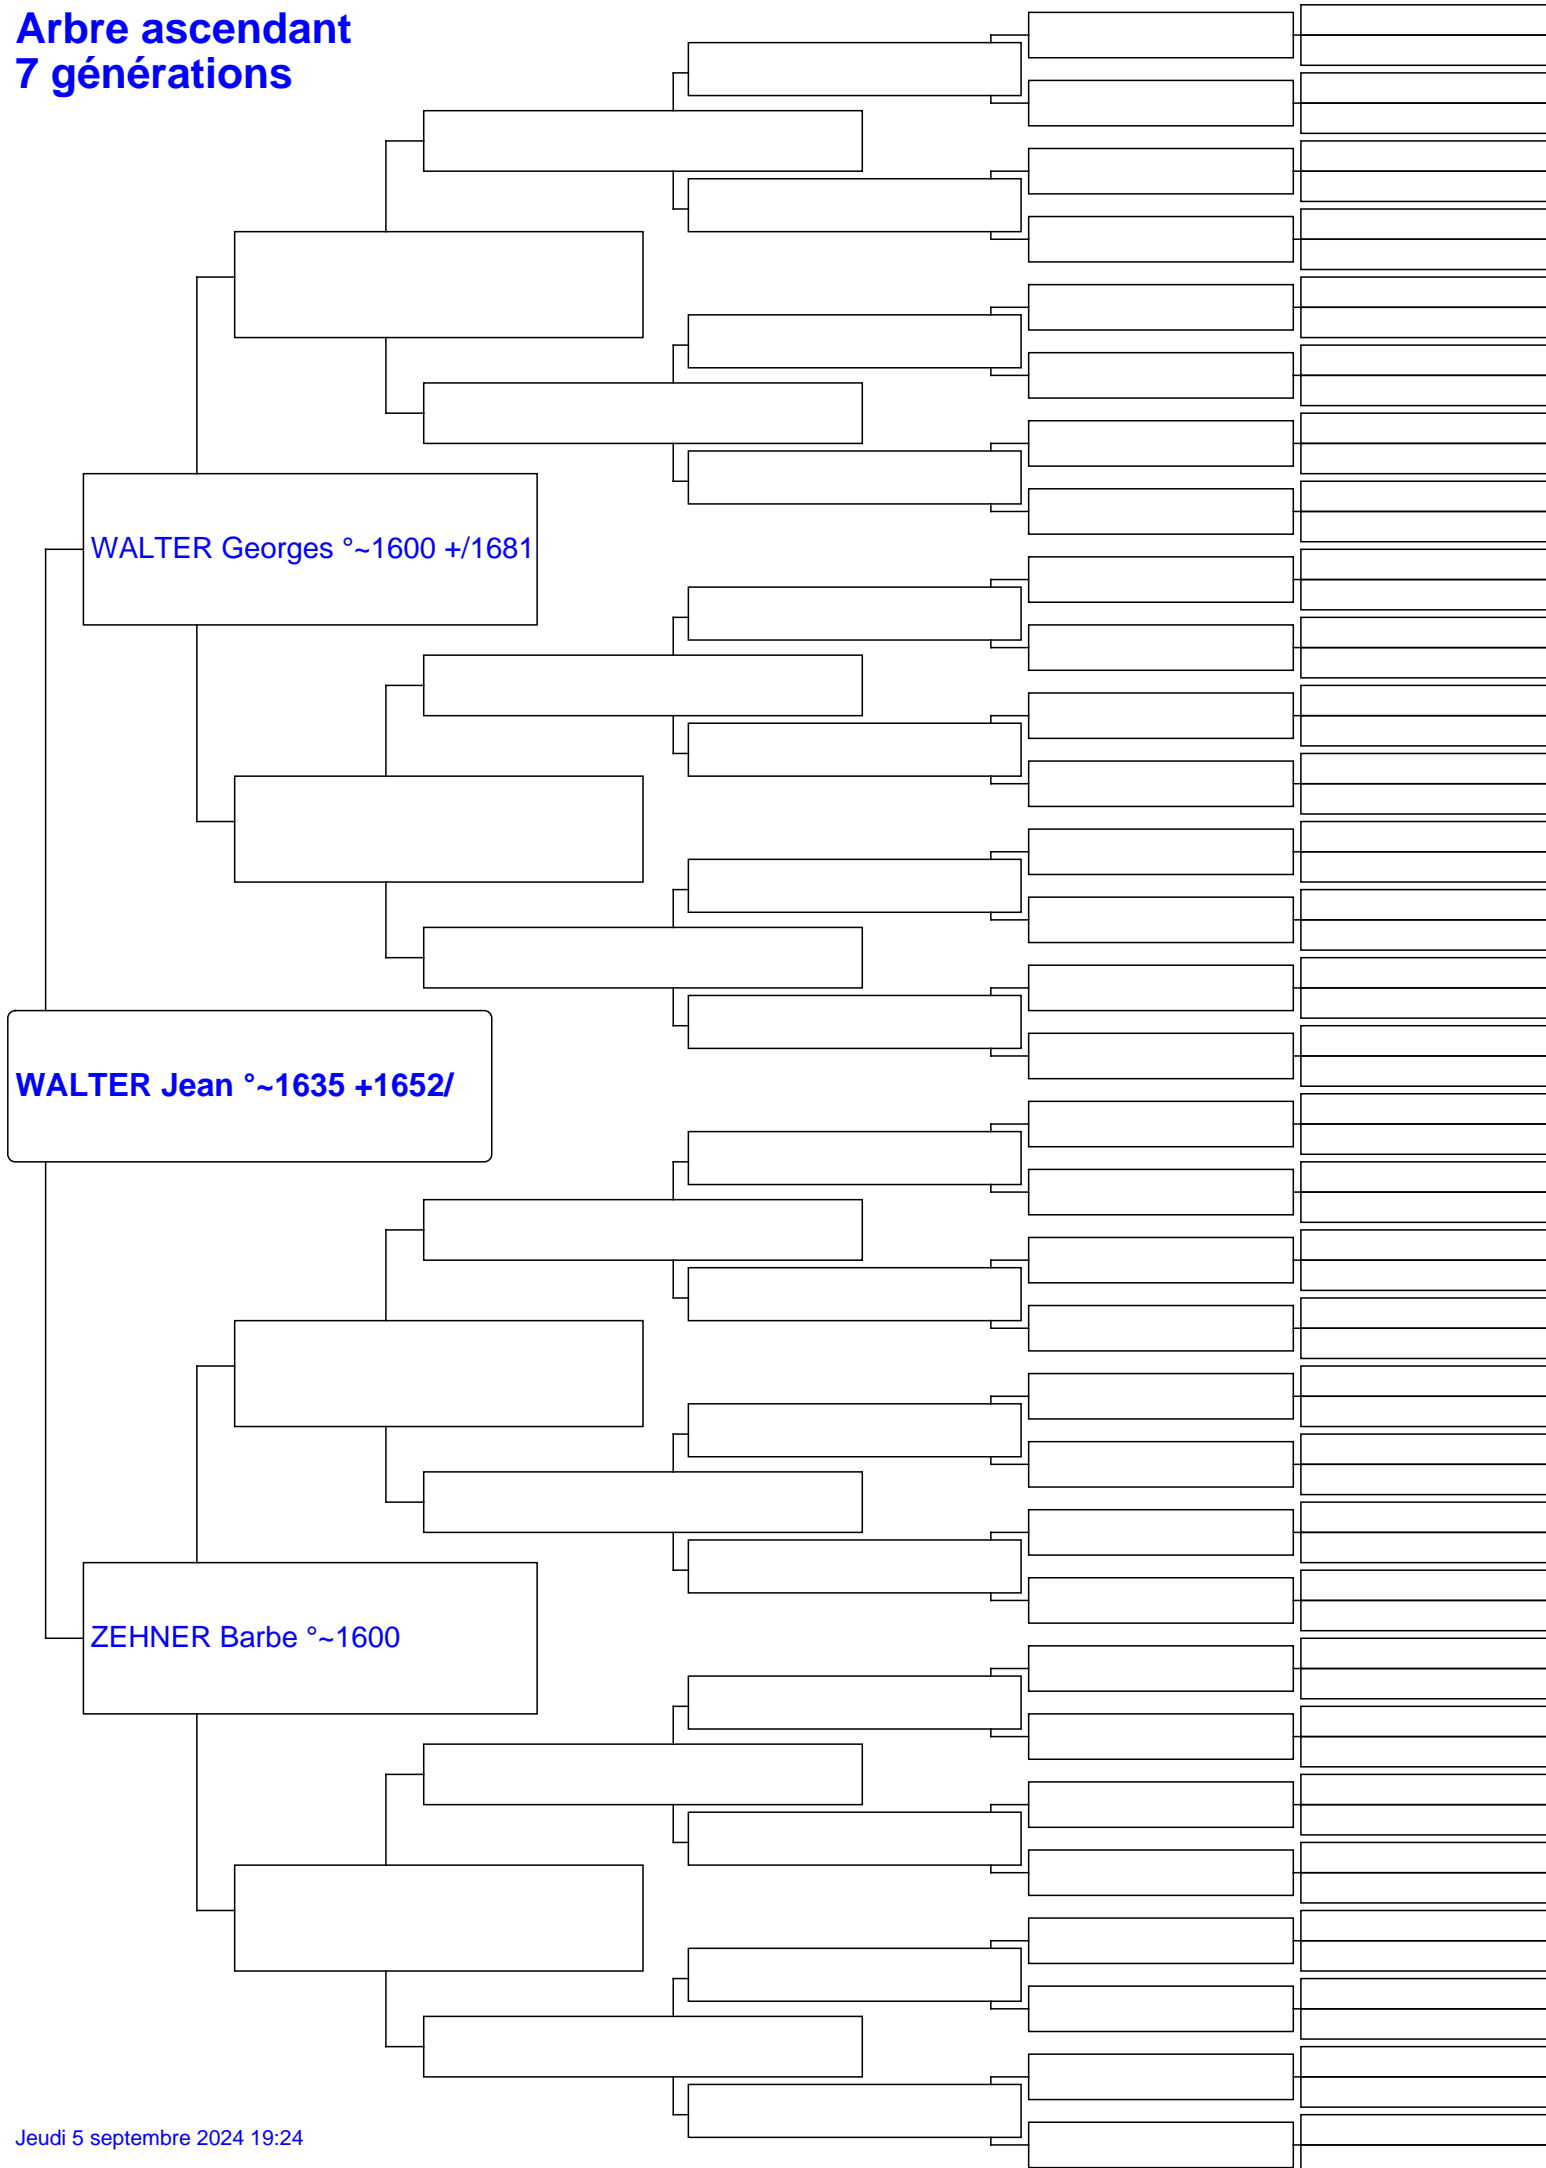 Arbre ascendant
7 générations
WALTER Georges °~1600 +/1681
WALTER Jean °~1635 +1652/
ZEHNER Barbe °~1600
Jeudi 5 septembre 2024 19:24